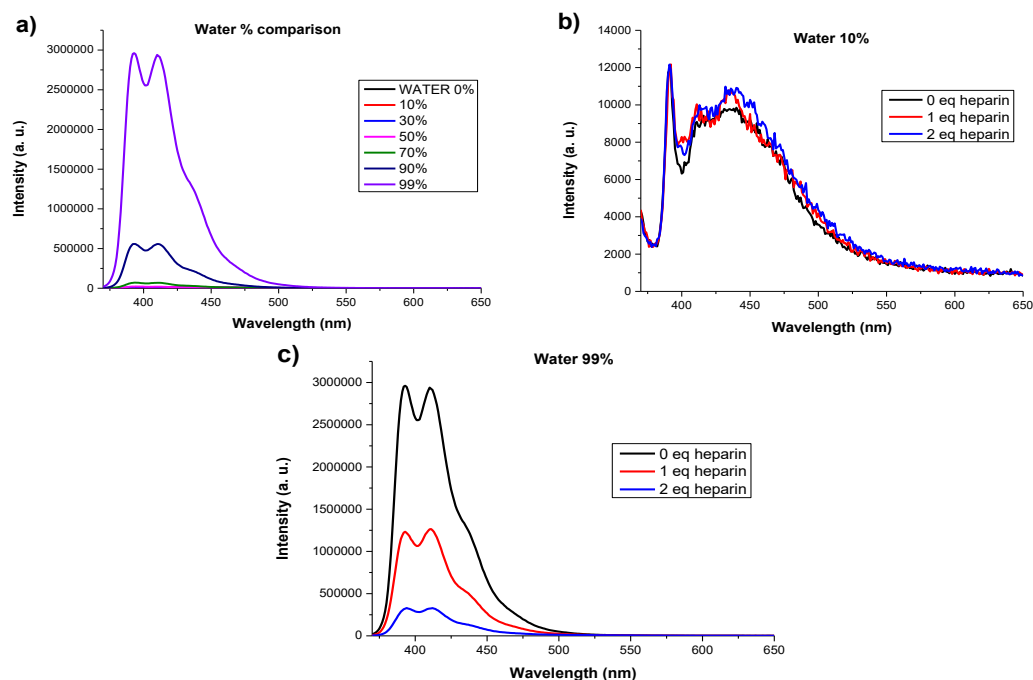 a)
Water % comparison
3000000
2500000
2000000
1500000
1000000
500000
0
400 450 500 550 600 650
Wavelength (nm)
Intensity (a. u.)
WATER 0%
10%
30%
50%
70%
90%
99%
b)
Water 10%
14000
12000
10000
8000
6000
4000
2000
0
400 450 500 550 600 650
Wavelength (nm)
Intensity (a. u.)
0 eq heparin
1 eq heparin
2 eq heparin
c)
Water 99%
3000000
2500000
2000000
1500000
1000000
500000
0
400 450 500 550 600 650
Wavelength (nm)
Intensity (a. u.)
0 eq heparin
1 eq heparin
2 eq heparin